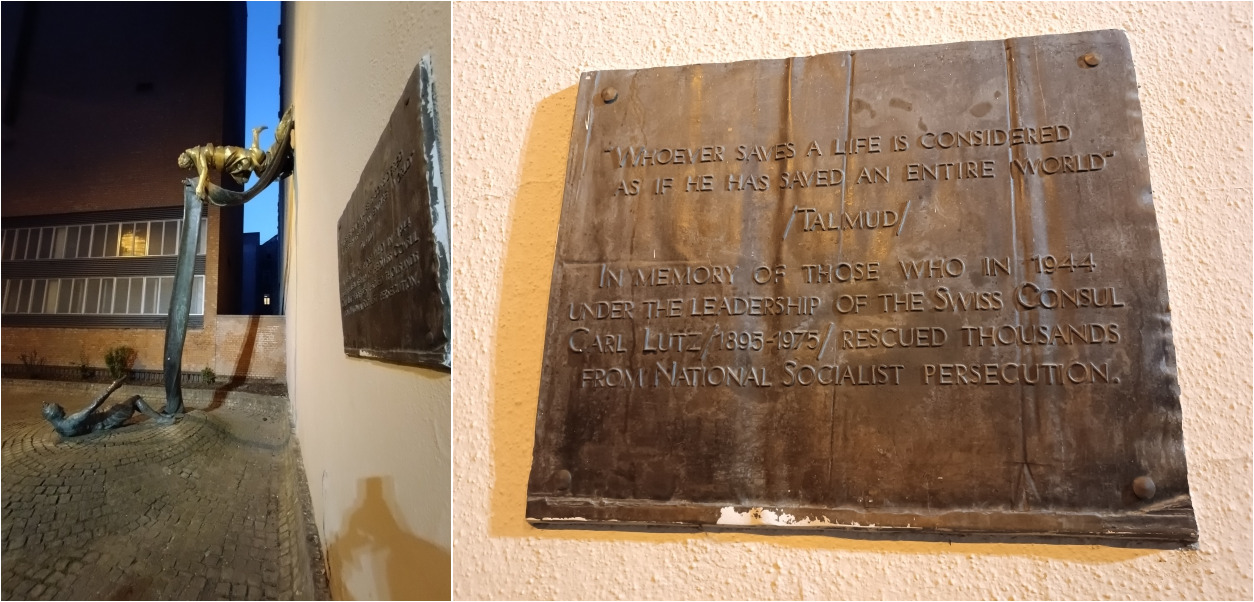 "WHOEVER SAVES A LIFE IS CONSIDERED
AS IF HE HAS SAVED AN ENTIRE WORLD"
/TALMUD/
IN MEMORY OF THOSE WHO IN 1944
UNDER THE LEADERSHIP OF THE SWISS CONSUL
CARL LUTZ/1895-1975/RESCUED THOUSANDS
FROM NATIONAL SOCIALIST PERSECUTION.